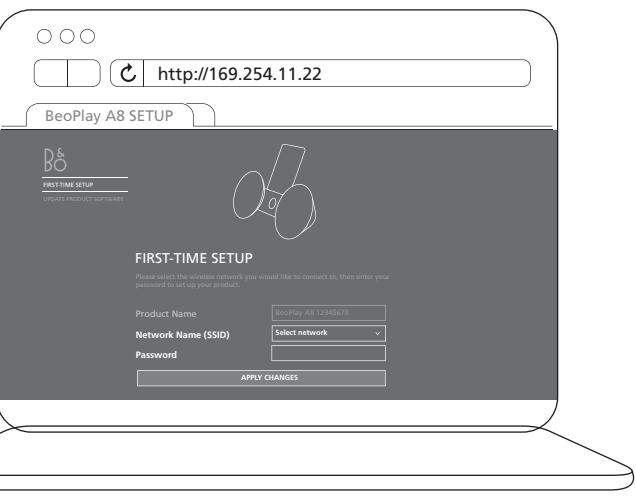 http://169.254.11.22
BeoPlay A8 SETUP
B&O
FIRST-TIME SETUP
UPDATE PRODUCT SOFTWARE
FIRST-TIME SETUP
Please select the wireless network you would like to connect to, then enter your
password to set up your product.
Product Name BeoPlay A8 12345678
Network Name (SSID) Select network
Password
APPLY CHANGES